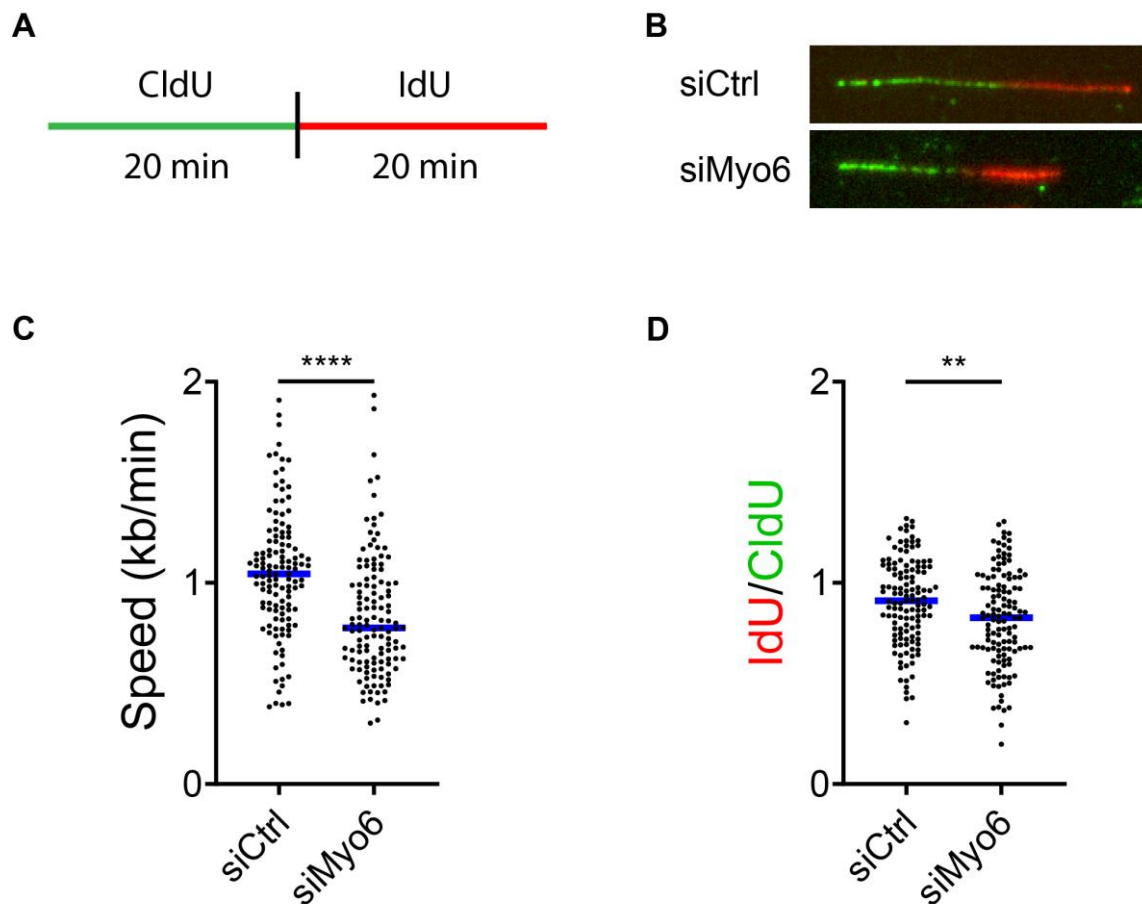 A
CldU IdU
20 min 20 min
B
siCtrl
siMyo6
C
****
Speed (kb/min)
2
1
0
siCtrl
siMyo6
D
**
IdU/CldU
2
1
0
siCtrl
siMyo6